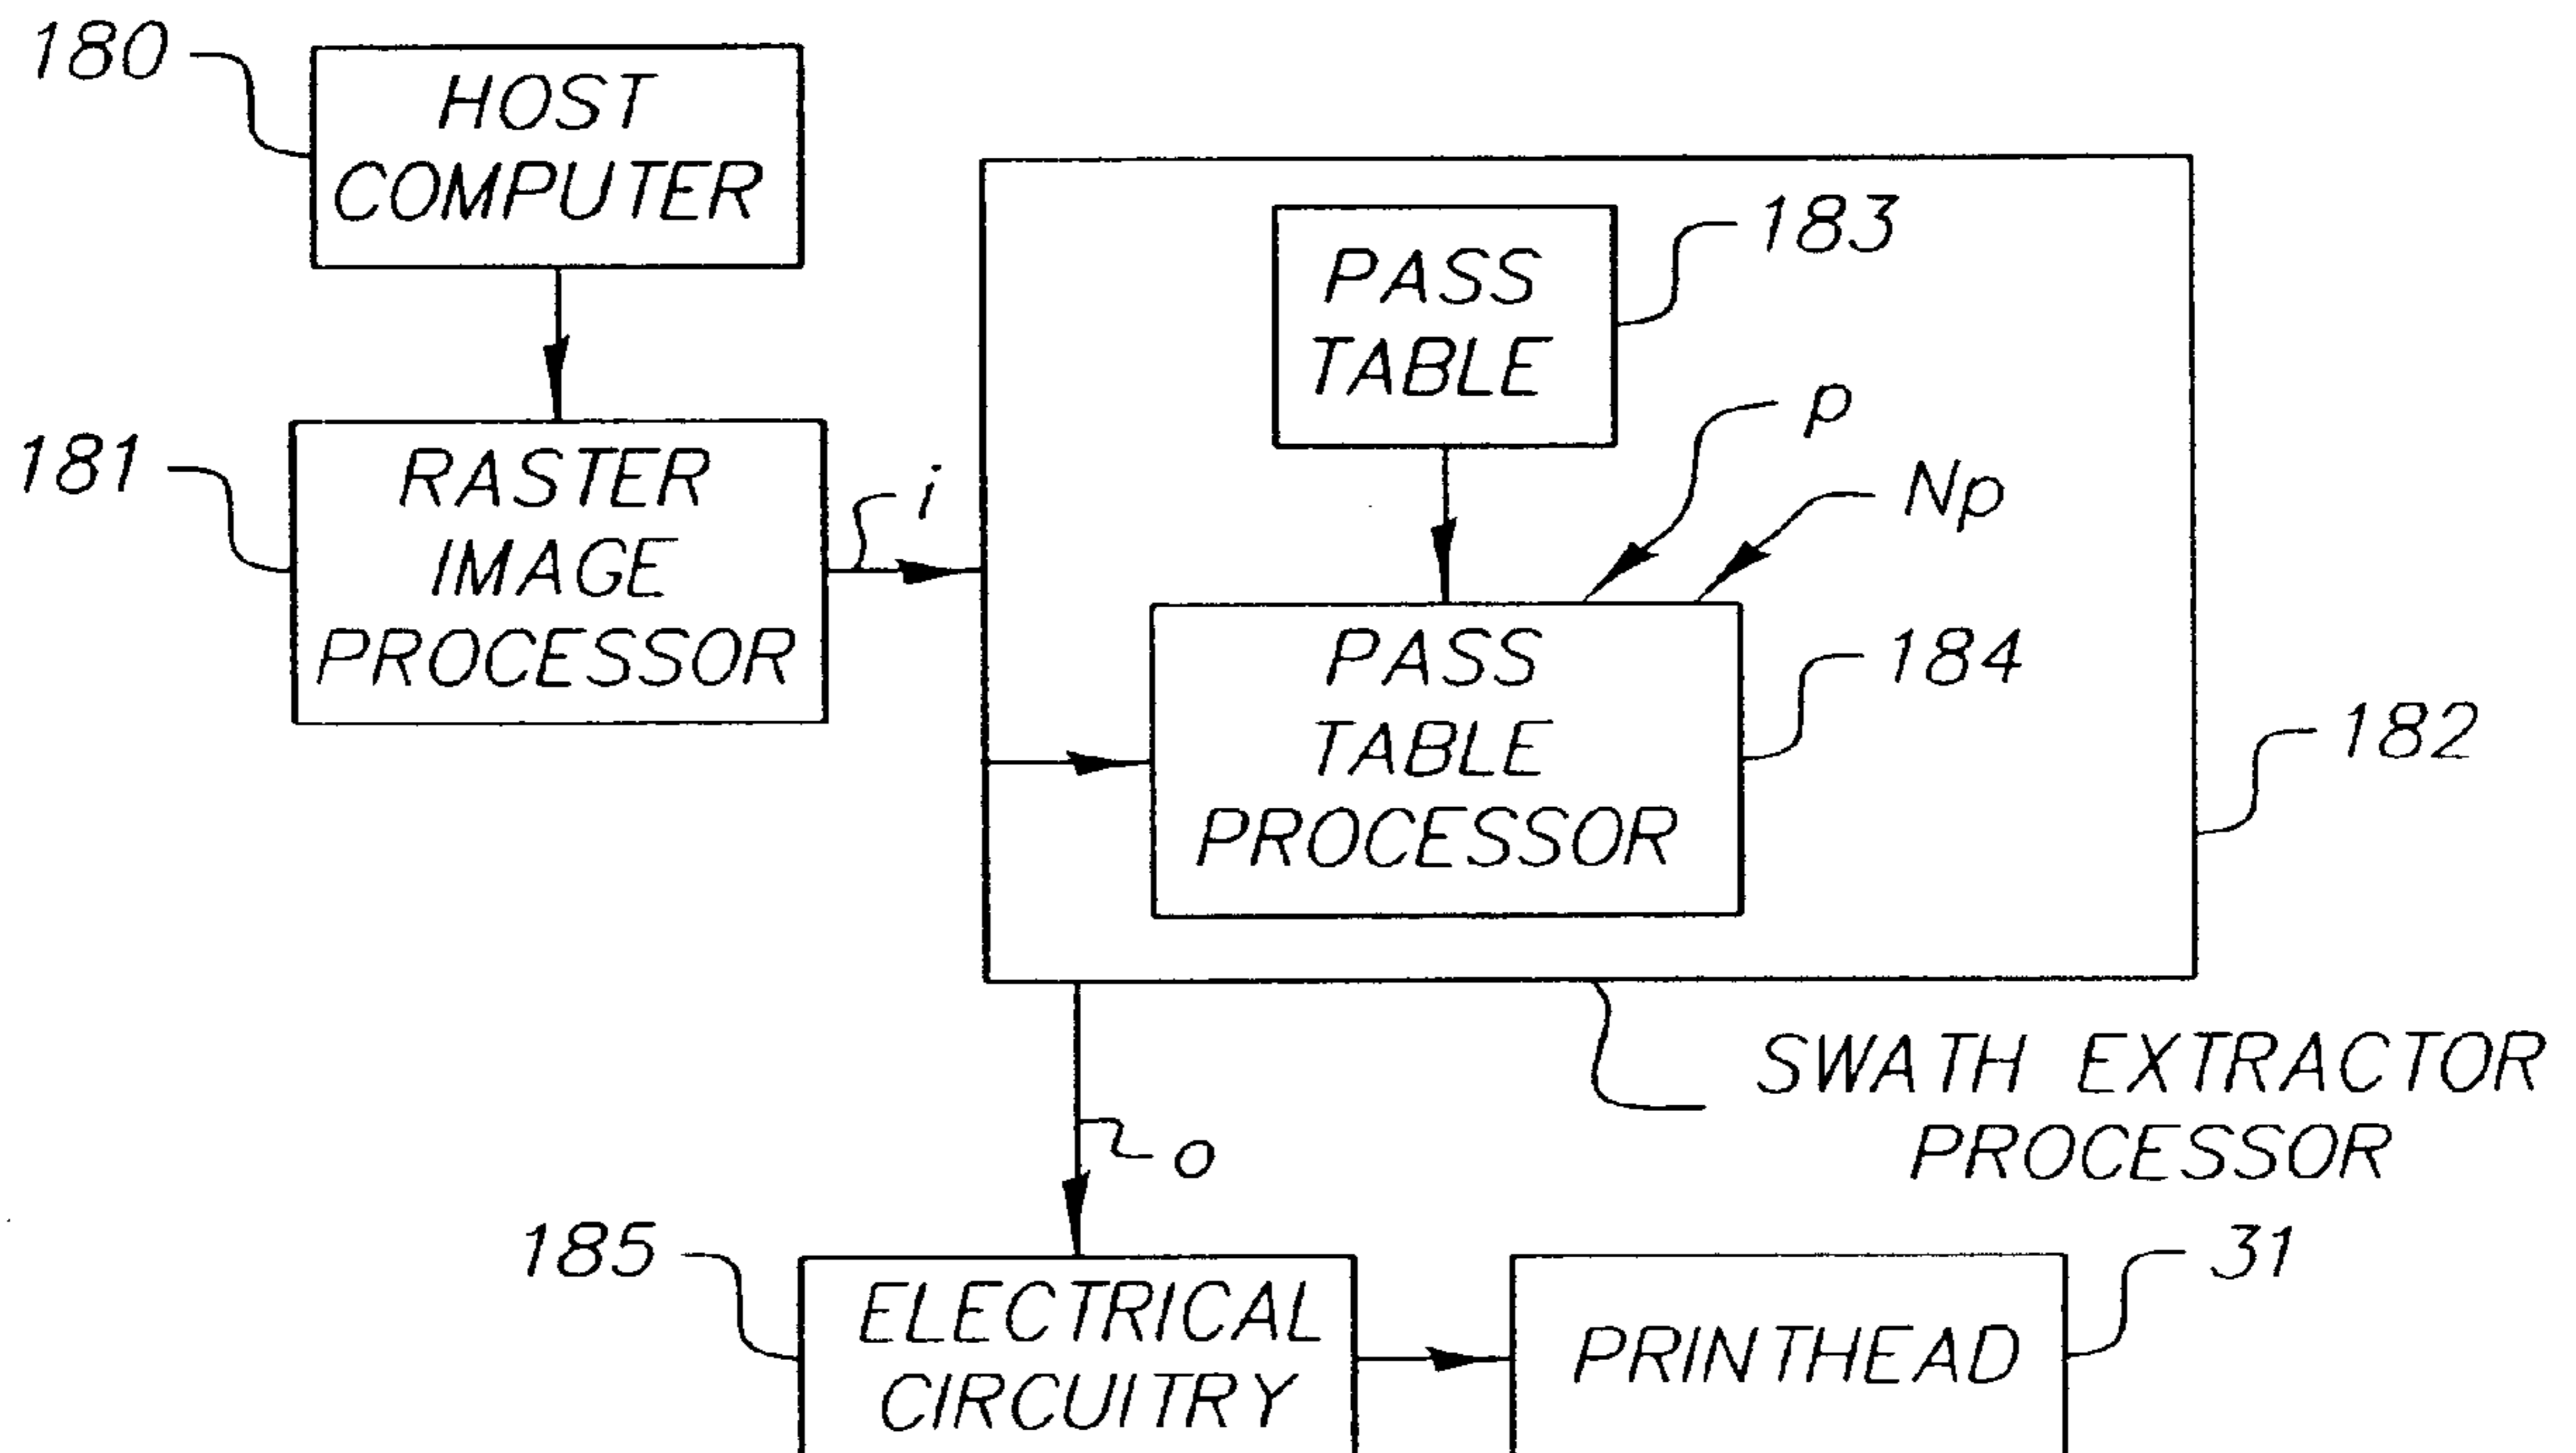 180
HOST
COMPUTER
181
RASTER
IMAGE
PROCESSOR
i
PASS
TABLE
183
p
Np
PASS
TABLE
PROCESSOR
184
182
SWATH EXTRACTOR
PROCESSOR
o
185
ELECTRICAL
CIRCUITRY
PRINTHEAD
31